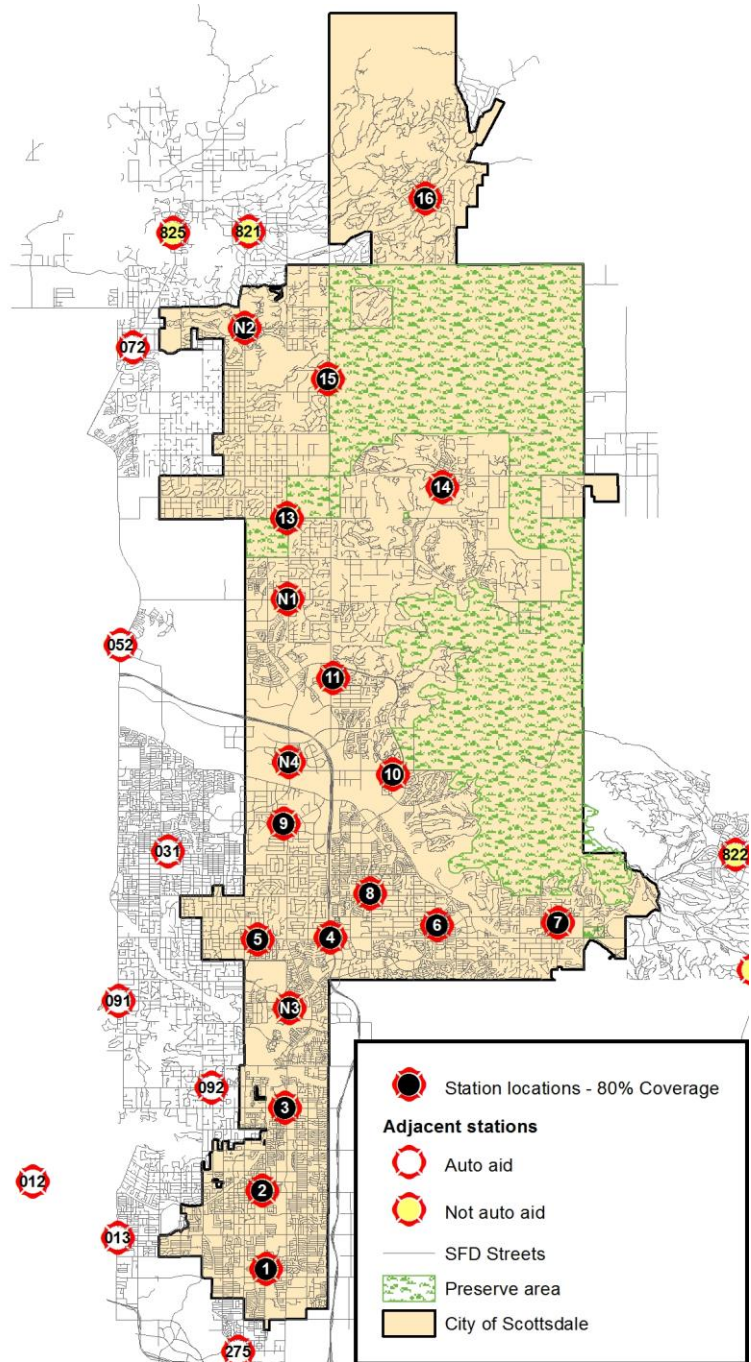 16
825
821
N2
072
15
14
13
N1
052
11
N4
10
9
031
822
8
7
6
5
4
091
N3
092
3
012
2
013
1
275
Station locations - 80% Coverage
Adjacent stations
Auto aid
Not auto aid
SFD Streets
Preserve area
City of Scottsdale